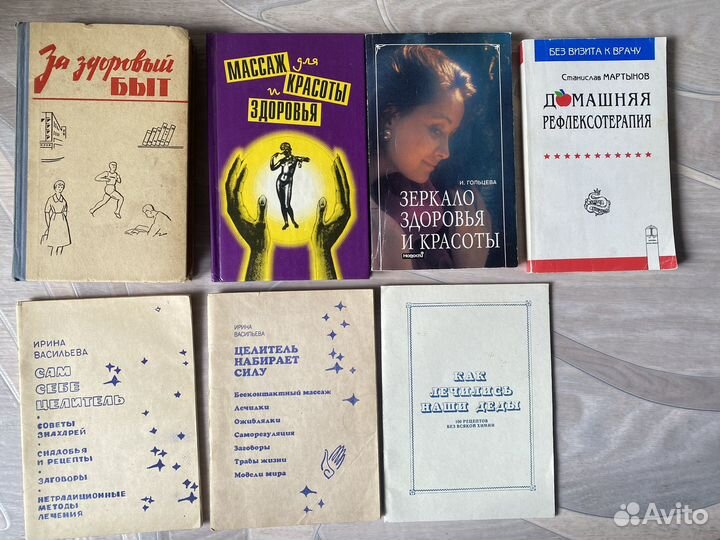 За здоровый
БЫТ
МАССАЖ для
КРАСОТЫ
и
ЗДОРОВЬЯ
И. ГОЛЬЦЕВА
ЗЕРКАЛО
ЗДОРОВЬЯ
И КРАСОТЫ
БЕЗ ВИЗИТА К ВРАЧУ
Станислав МАРТЫНОВ
ДОМАШНЯЯ
РЕФЛЕКСОТЕРАПИЯ
ИРИНА
ВАСИЛЬЕВА
САМ
СЕБЕ
ЦЕЛИТЕЛЬ
СОВЕТЫ
ЗНАХАРЕЙ
СНАДОБЬЯ
И РЕЦЕПТЫ
ЗАГОВОРЫ
НЕТРАДИЦИОННЫЕ
МЕТОДЫ
ЛЕЧЕНИЯ
ИРИНА
ВАСИЛЬЕВА
ЦЕЛИТЕЛЬ
НАБИРАЕТ
СИЛУ
Бесконтактный массаж
Лечилки
Оживлялки
Саморегуляция
Заговоры
Травы жизни
Модели мира
КАК
ЛЕЧИЛИСЬ
НАШИ ДЕДЫ
100 РЕЦЕПТОВ
БЕЗ ВСЯКОЙ ХИМИИ
Avito